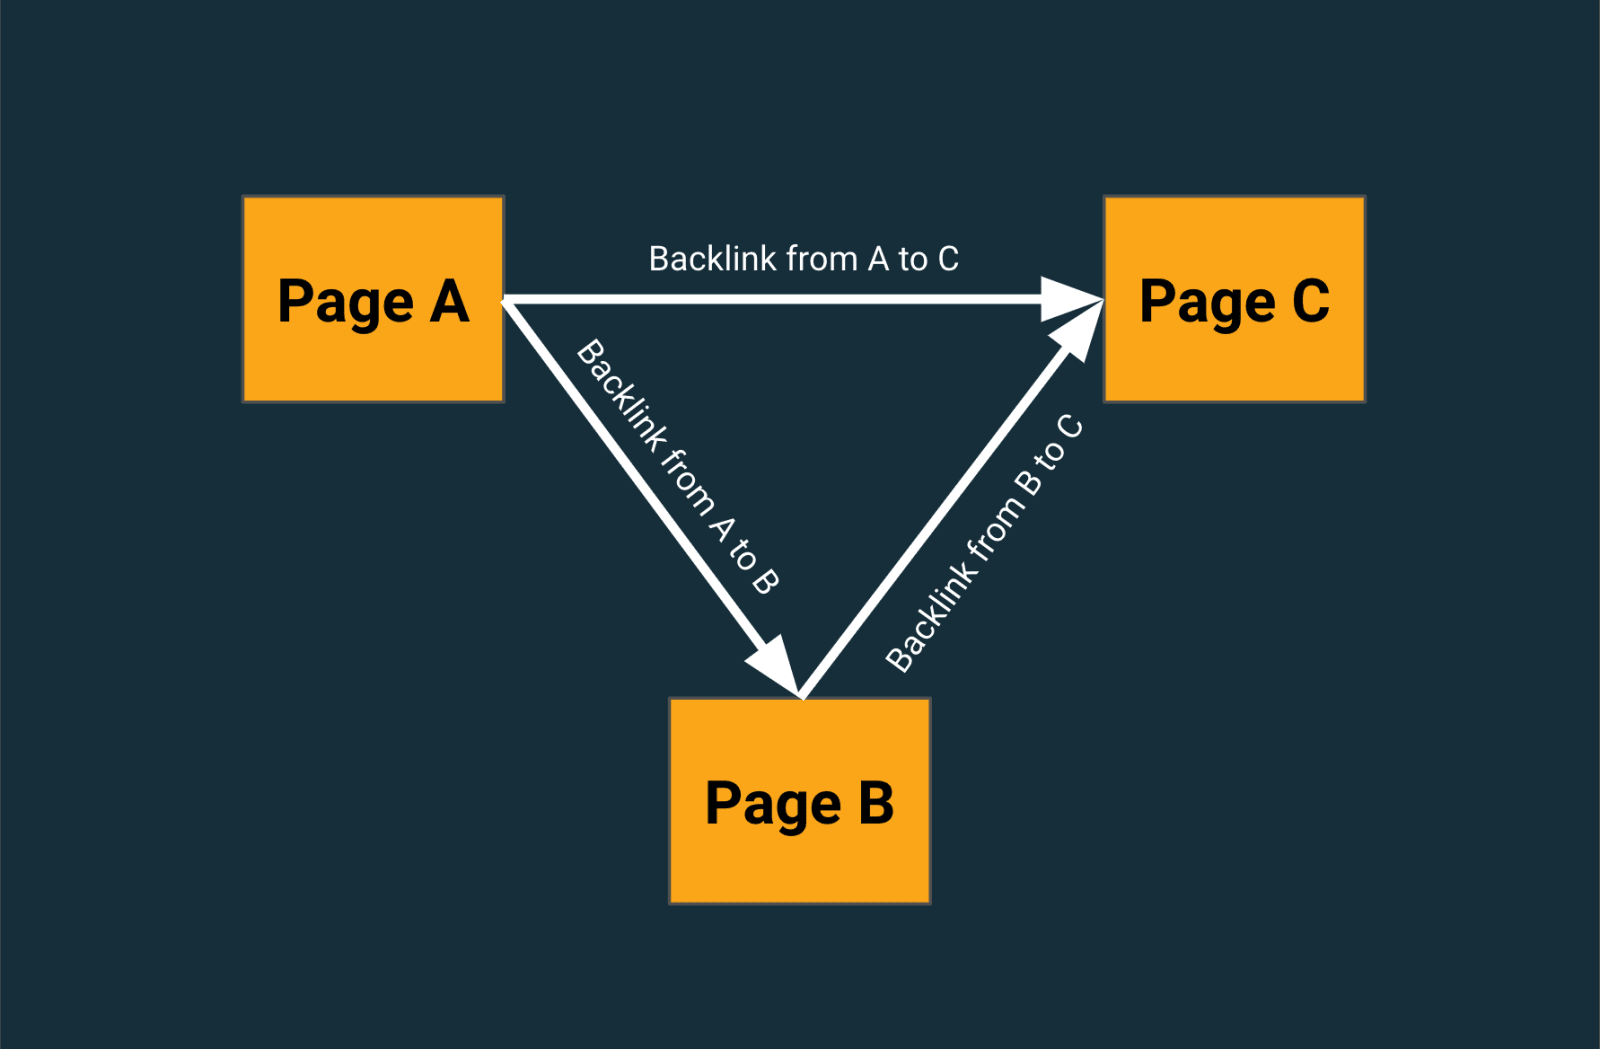 Page A
Backlink from A to C
Page C
Backlink from A to B
Backlink from B to C
Page B